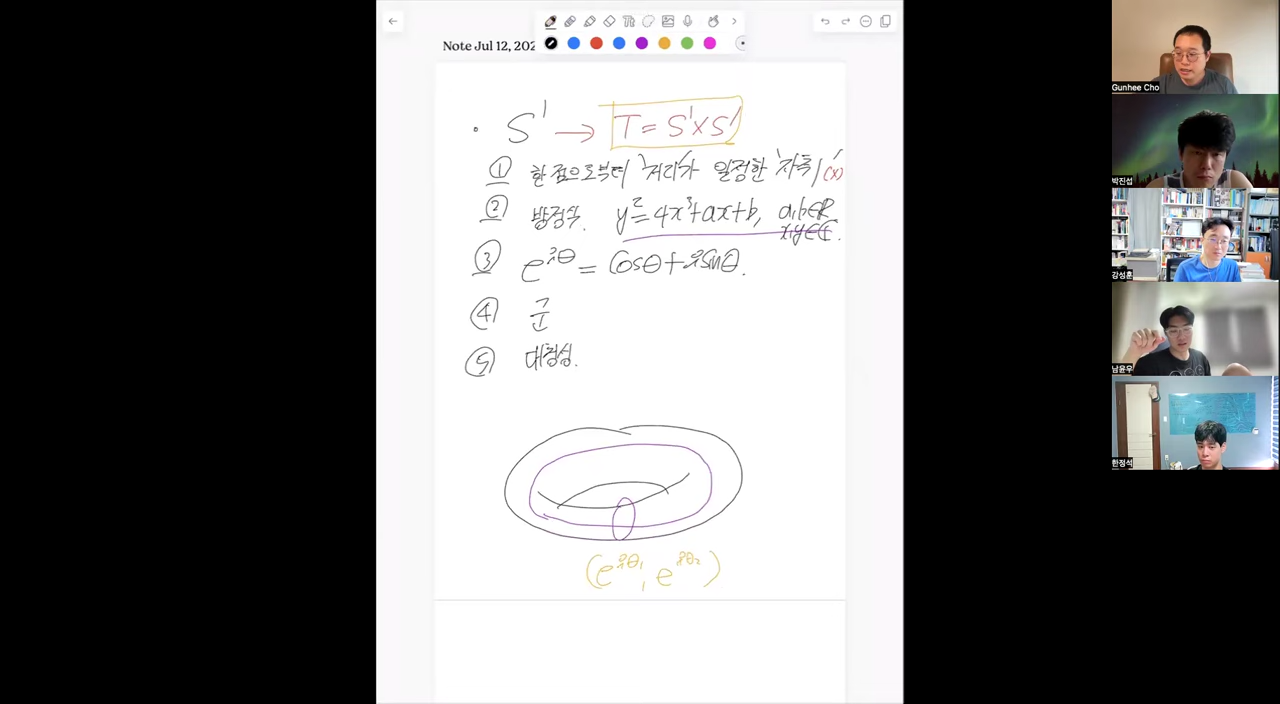 Note Jul 12, 202
· S¹ → T = S¹×S¹
① 한 점으로부터 '거리'가 일정한 '자취' (x)
② 방정식. y² = 4x³+ax+b, a,b∈ℝ
x,y∈ℂ.
③ e^{iθ} = cosθ + i sinθ.
④ 군
⑤ 대칭성.
(e^{iθ₁}, e^{iθ₂})
Gunhee Cho
박진섭
강성훈
남윤우
한정석